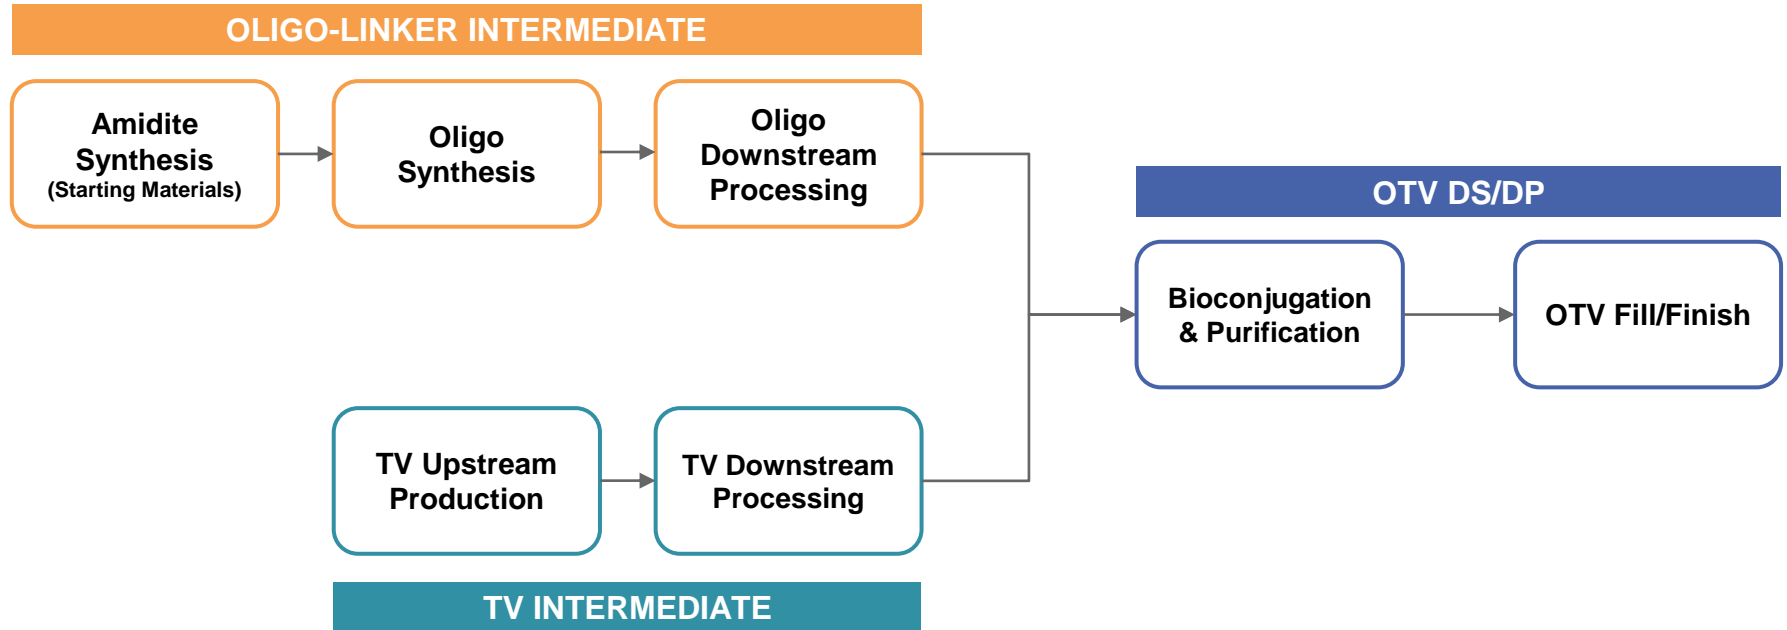 OLIGO-LINKER INTERMEDIATE
Amidite
Synthesis
(Starting Materials)
Oligo
Synthesis
Oligo
Downstream
Processing
OTV DS/DP
Bioconjugation
& Purification
OTV Fill/Finish
TV Upstream
Production
TV Downstream
Processing
TV INTERMEDIATE